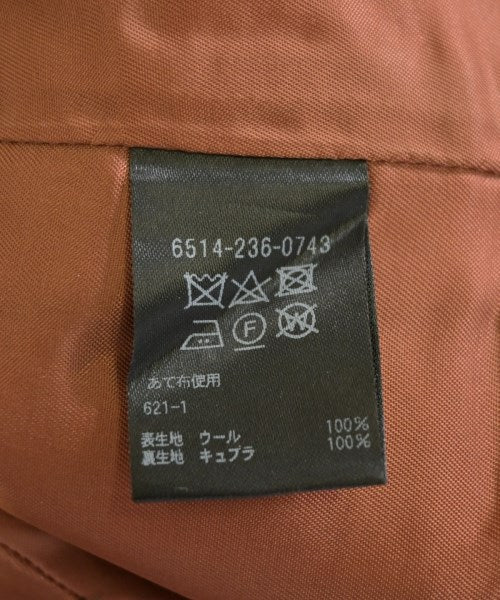 6514-236-0743
F W
あて布使用
621-1
表生地 ウール 100%
裏生地 キュプラ 100%